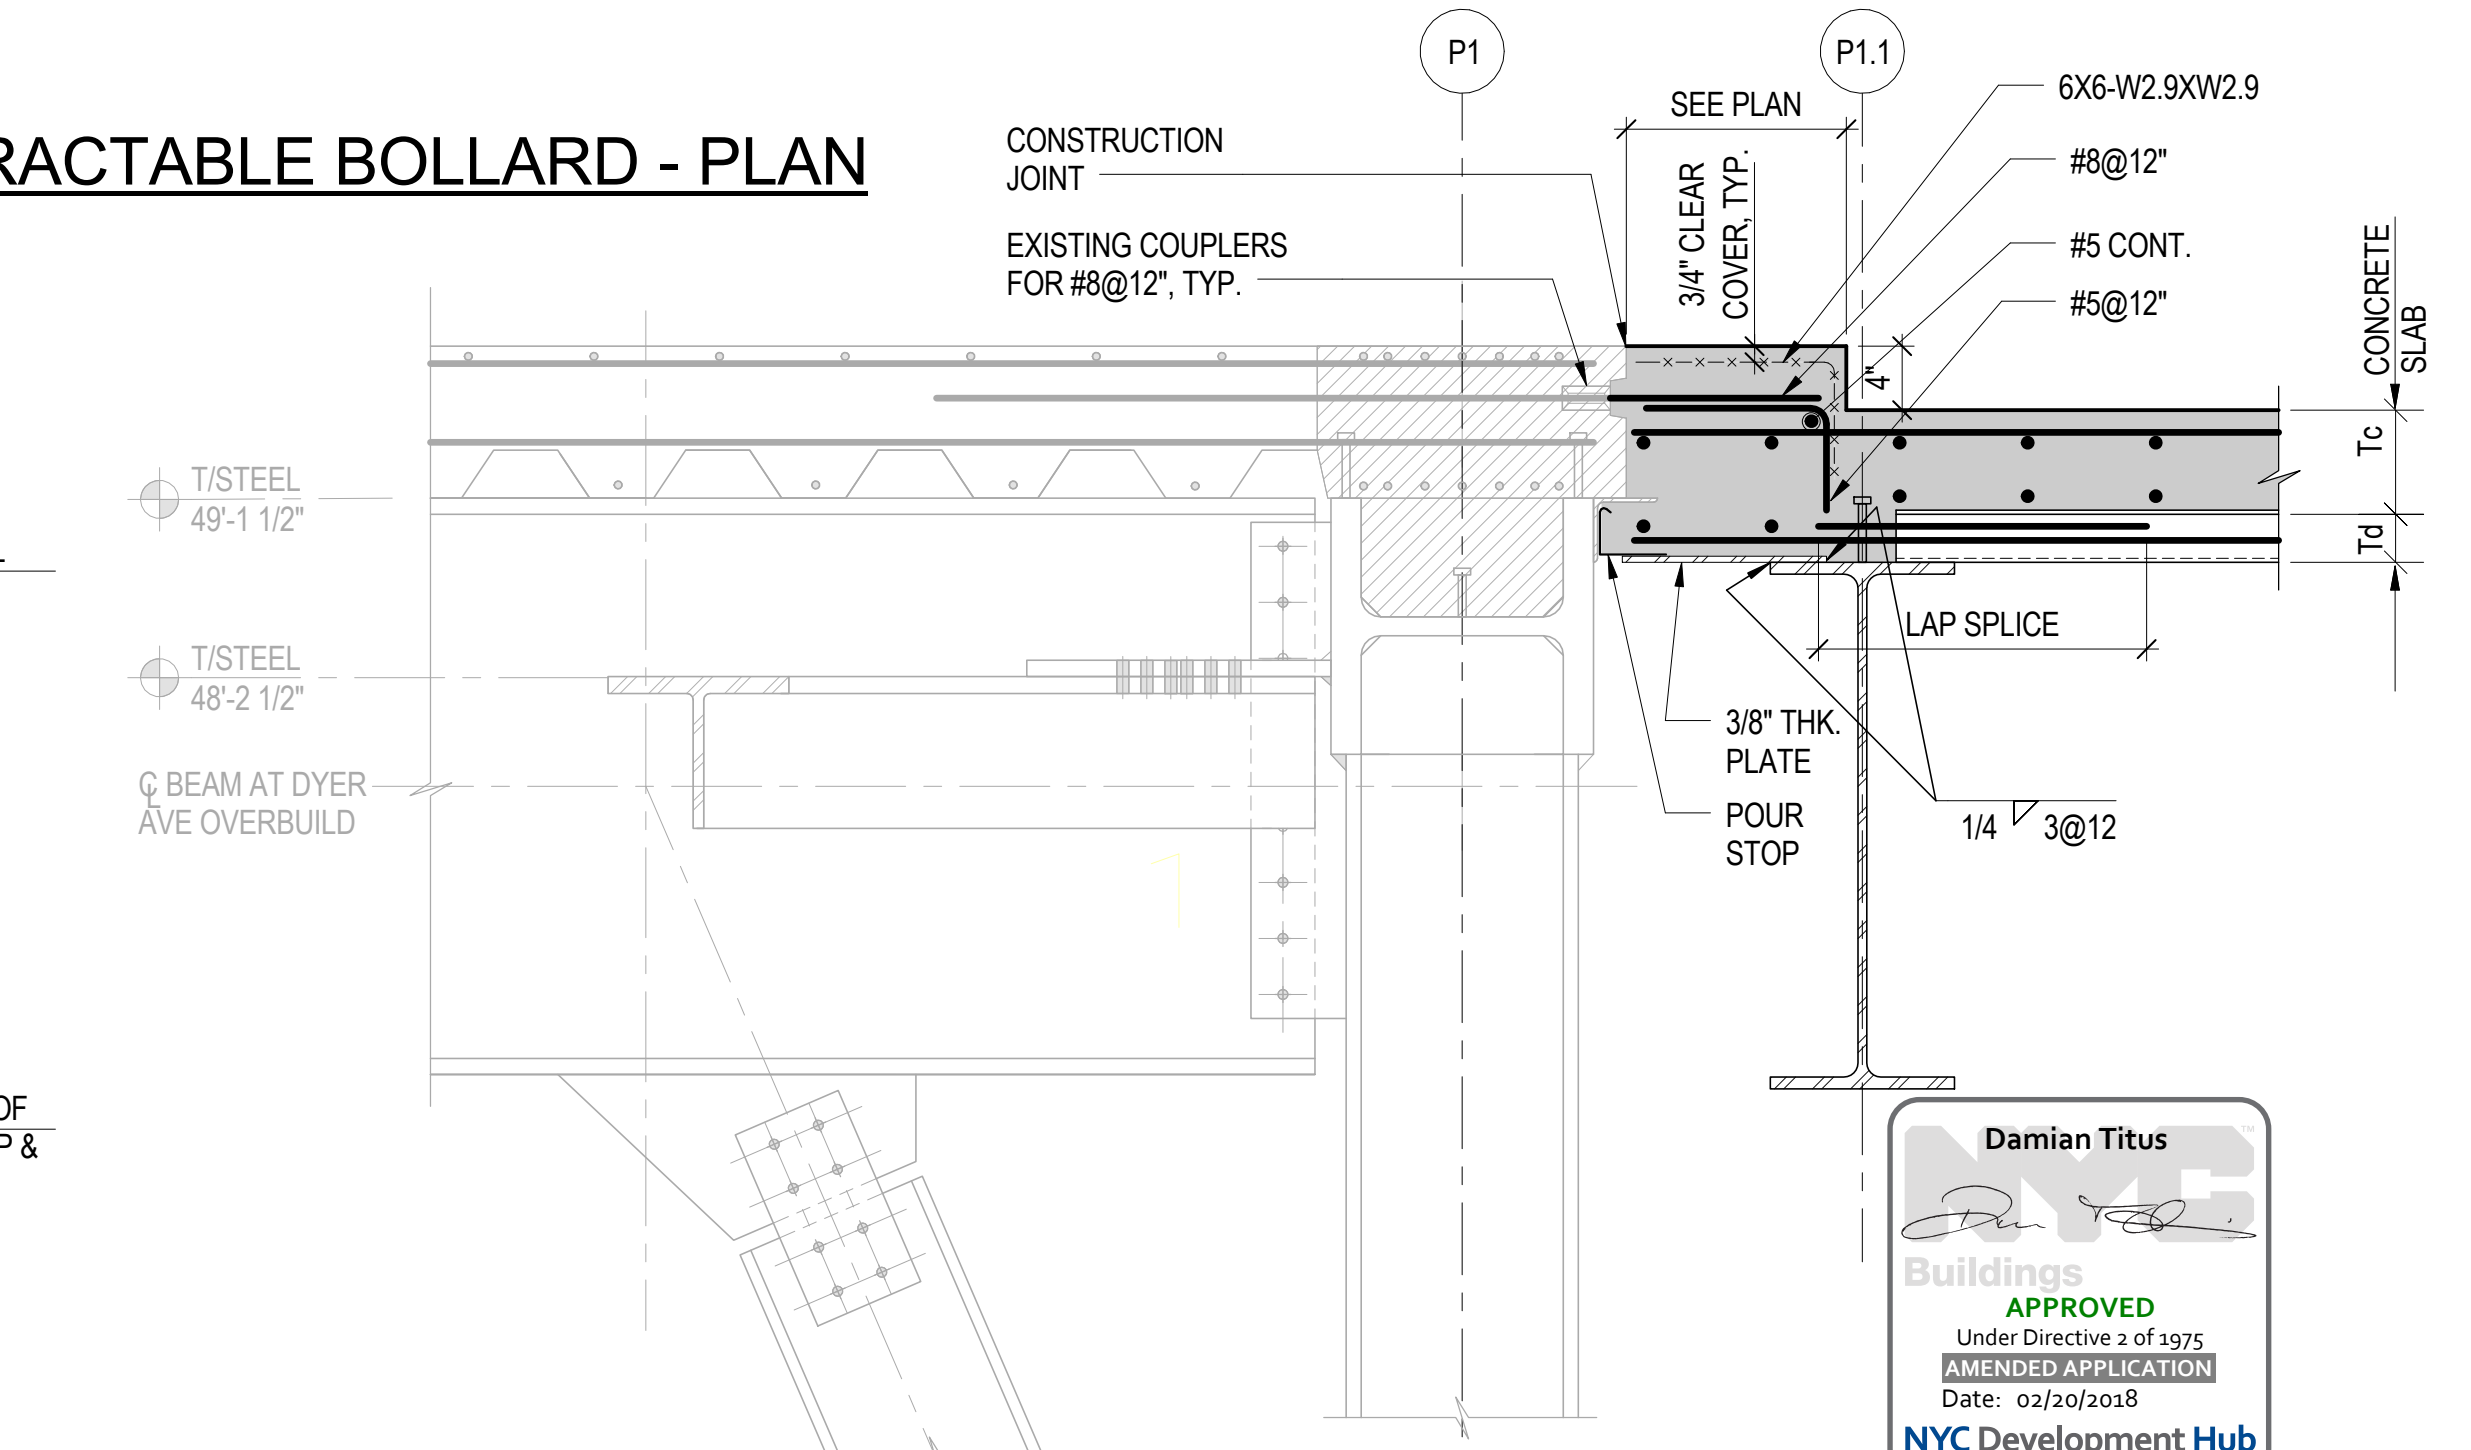 P1
P1.1
RACTABLE BOLLARD - PLAN
SEE PLAN
6X6-W2.9XW2.9
CONSTRUCTION
JOINT
3/4" CLEAR
COVER, TYP.
#8@12"
EXISTING COUPLERS
FOR #8@12", TYP.
#5 CONT.
#5@12"
CONCRETE
SLAB
4"
Tc
Td
T/STEEL
49'-1 1/2"
LAP SPLICE
T/STEEL
48'-2 1/2"
3/8" THK.
PLATE
℄ BEAM AT DYER
AVE OVERBUILD
POUR
STOP
1/4 3@12
1
OF
P &
Damian Titus
NYC
TM
Buildings
APPROVED
Under Directive 2 of 1975
AMENDED APPLICATION
Date: 02/20/2018
NYC Development Hub